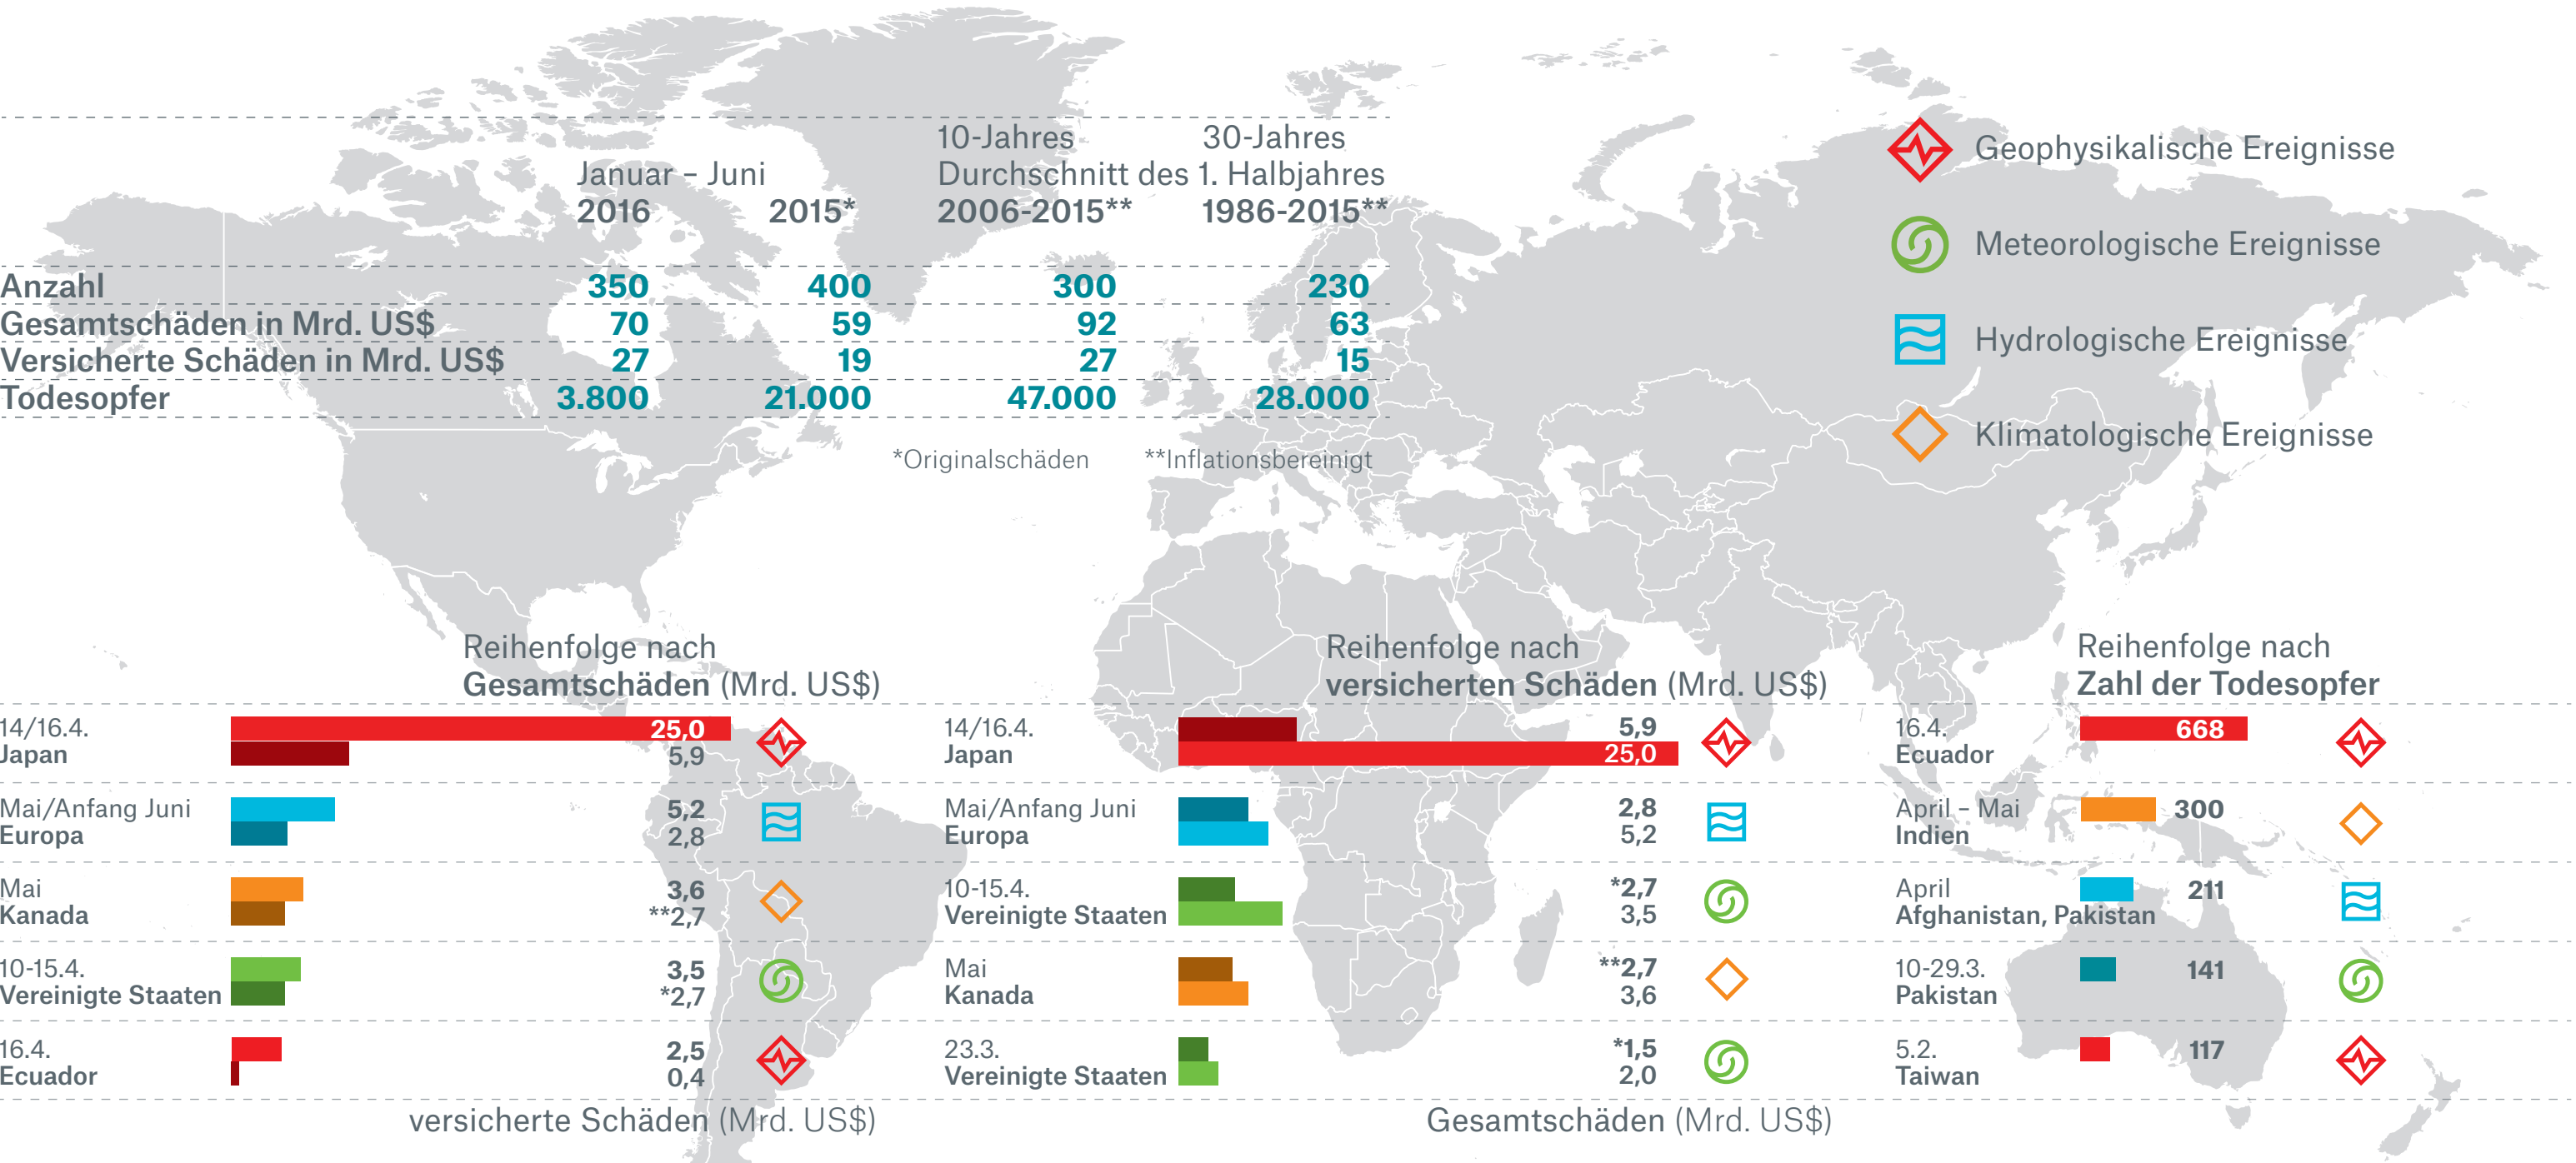 10-Jahres 30-Jahres
Januar – Juni Durchschnitt des 1. Halbjahres
2016 2015* 2006-2015** 1986-2015**
Anzahl 350 400 300 230
Gesamtschäden in Mrd. US$ 70 59 92 63
Versicherte Schäden in Mrd. US$ 27 19 27 15
Todesopfer 3.800 21.000 47.000 28.000
*Originalschäden **Inflationsbereinigt
Geophysikalische Ereignisse
Meteorologische Ereignisse
Hydrologische Ereignisse
Klimatologische Ereignisse
Reihenfolge nach
Gesamtschäden (Mrd. US$)
14/16.4. 25,0
Japan 5,9
Mai/Anfang Juni 5,2
Europa 2,8
Mai 3,6
Kanada **2,7
10-15.4. 3,5
Vereinigte Staaten *2,7
16.4. 2,5
Ecuador 0,4
versicherte Schäden (Mrd. US$)
Reihenfolge nach
versicherten Schäden (Mrd. US$)
14/16.4. 5,9
Japan 25,0
Mai/Anfang Juni 2,8
Europa 5,2
10-15.4. *2,7
Vereinigte Staaten 3,5
Mai **2,7
Kanada 3,6
23.3. *1,5
Vereinigte Staaten 2,0
Gesamtschäden (Mrd. US$)
Reihenfolge nach
Zahl der Todesopfer
16.4. 668
Ecuador
April – Mai 300
Indien
April 211
Afghanistan, Pakistan
10-29.3. 141
Pakistan
5.2. 117
Taiwan